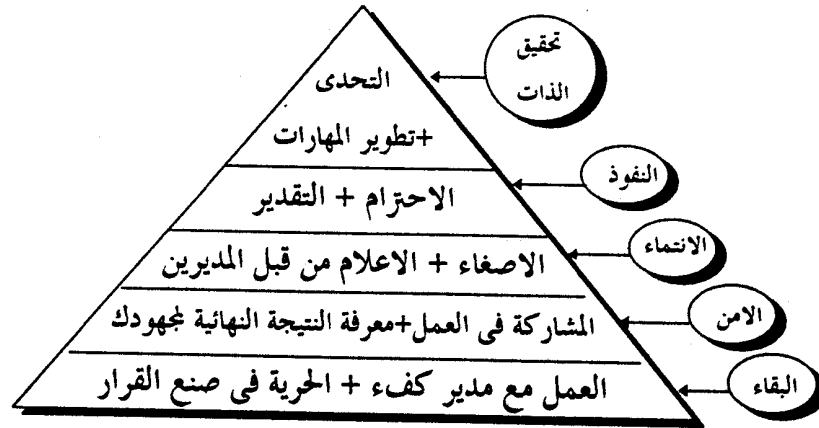 تحقيق
الذات
التحدى
+تطوير المهارات
النفوذ
الاحترام + التقدير
الانتماء
الاصغاء + الاعلام من قبل المديرين
الامن
المشاركة فى العمل+معرفة النتيجة النهائية لمجهودك
البقاء
العمل مع مدير كفء + الحرية فى صنع القرار